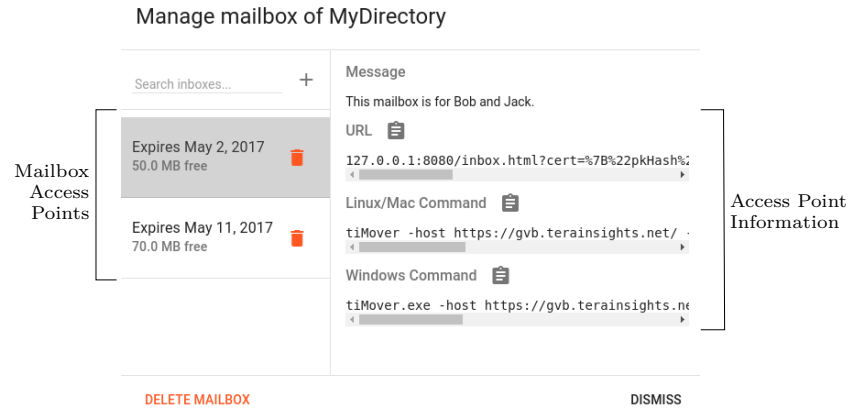 Manage mailbox of MyDirectory
Search inboxes...
Mailbox
Access
Points
Expires May 2, 2017
50.0 MB free
Expires May 11, 2017
70.0 MB free
Message
This mailbox is for Bob and Jack.
URL
127.0.0.1:8080/inbox.html?cert=%7B%22pkHash%2
Linux/Mac Command
tiMover -host https://gvb.terainsights.net/ -
Windows Command
tiMover.exe -host https://gvb.terainsights.ne
Access Point
Information
DELETE MAILBOX
DISMISS